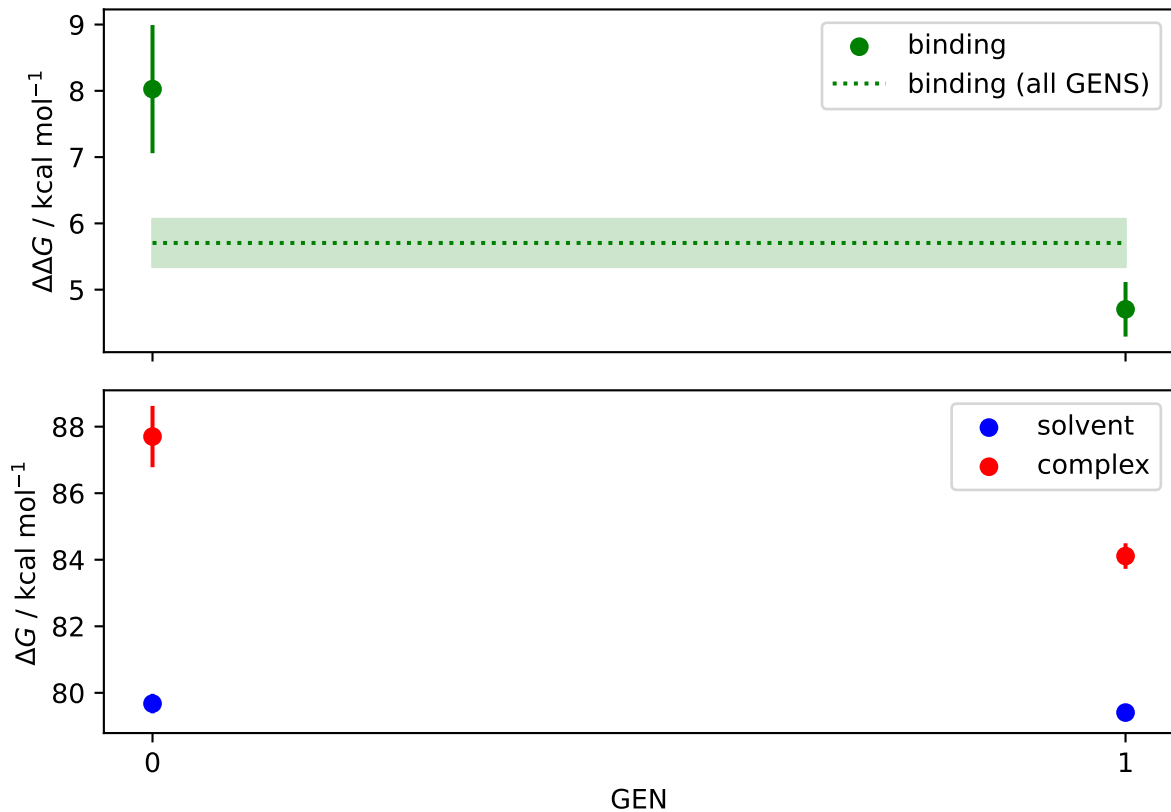 9
8
7
6
5
ΔΔG / kcal mol⁻¹
binding
binding (all GENS)
88
86
84
82
80
ΔG / kcal mol⁻¹
solvent
complex
0
1
GEN